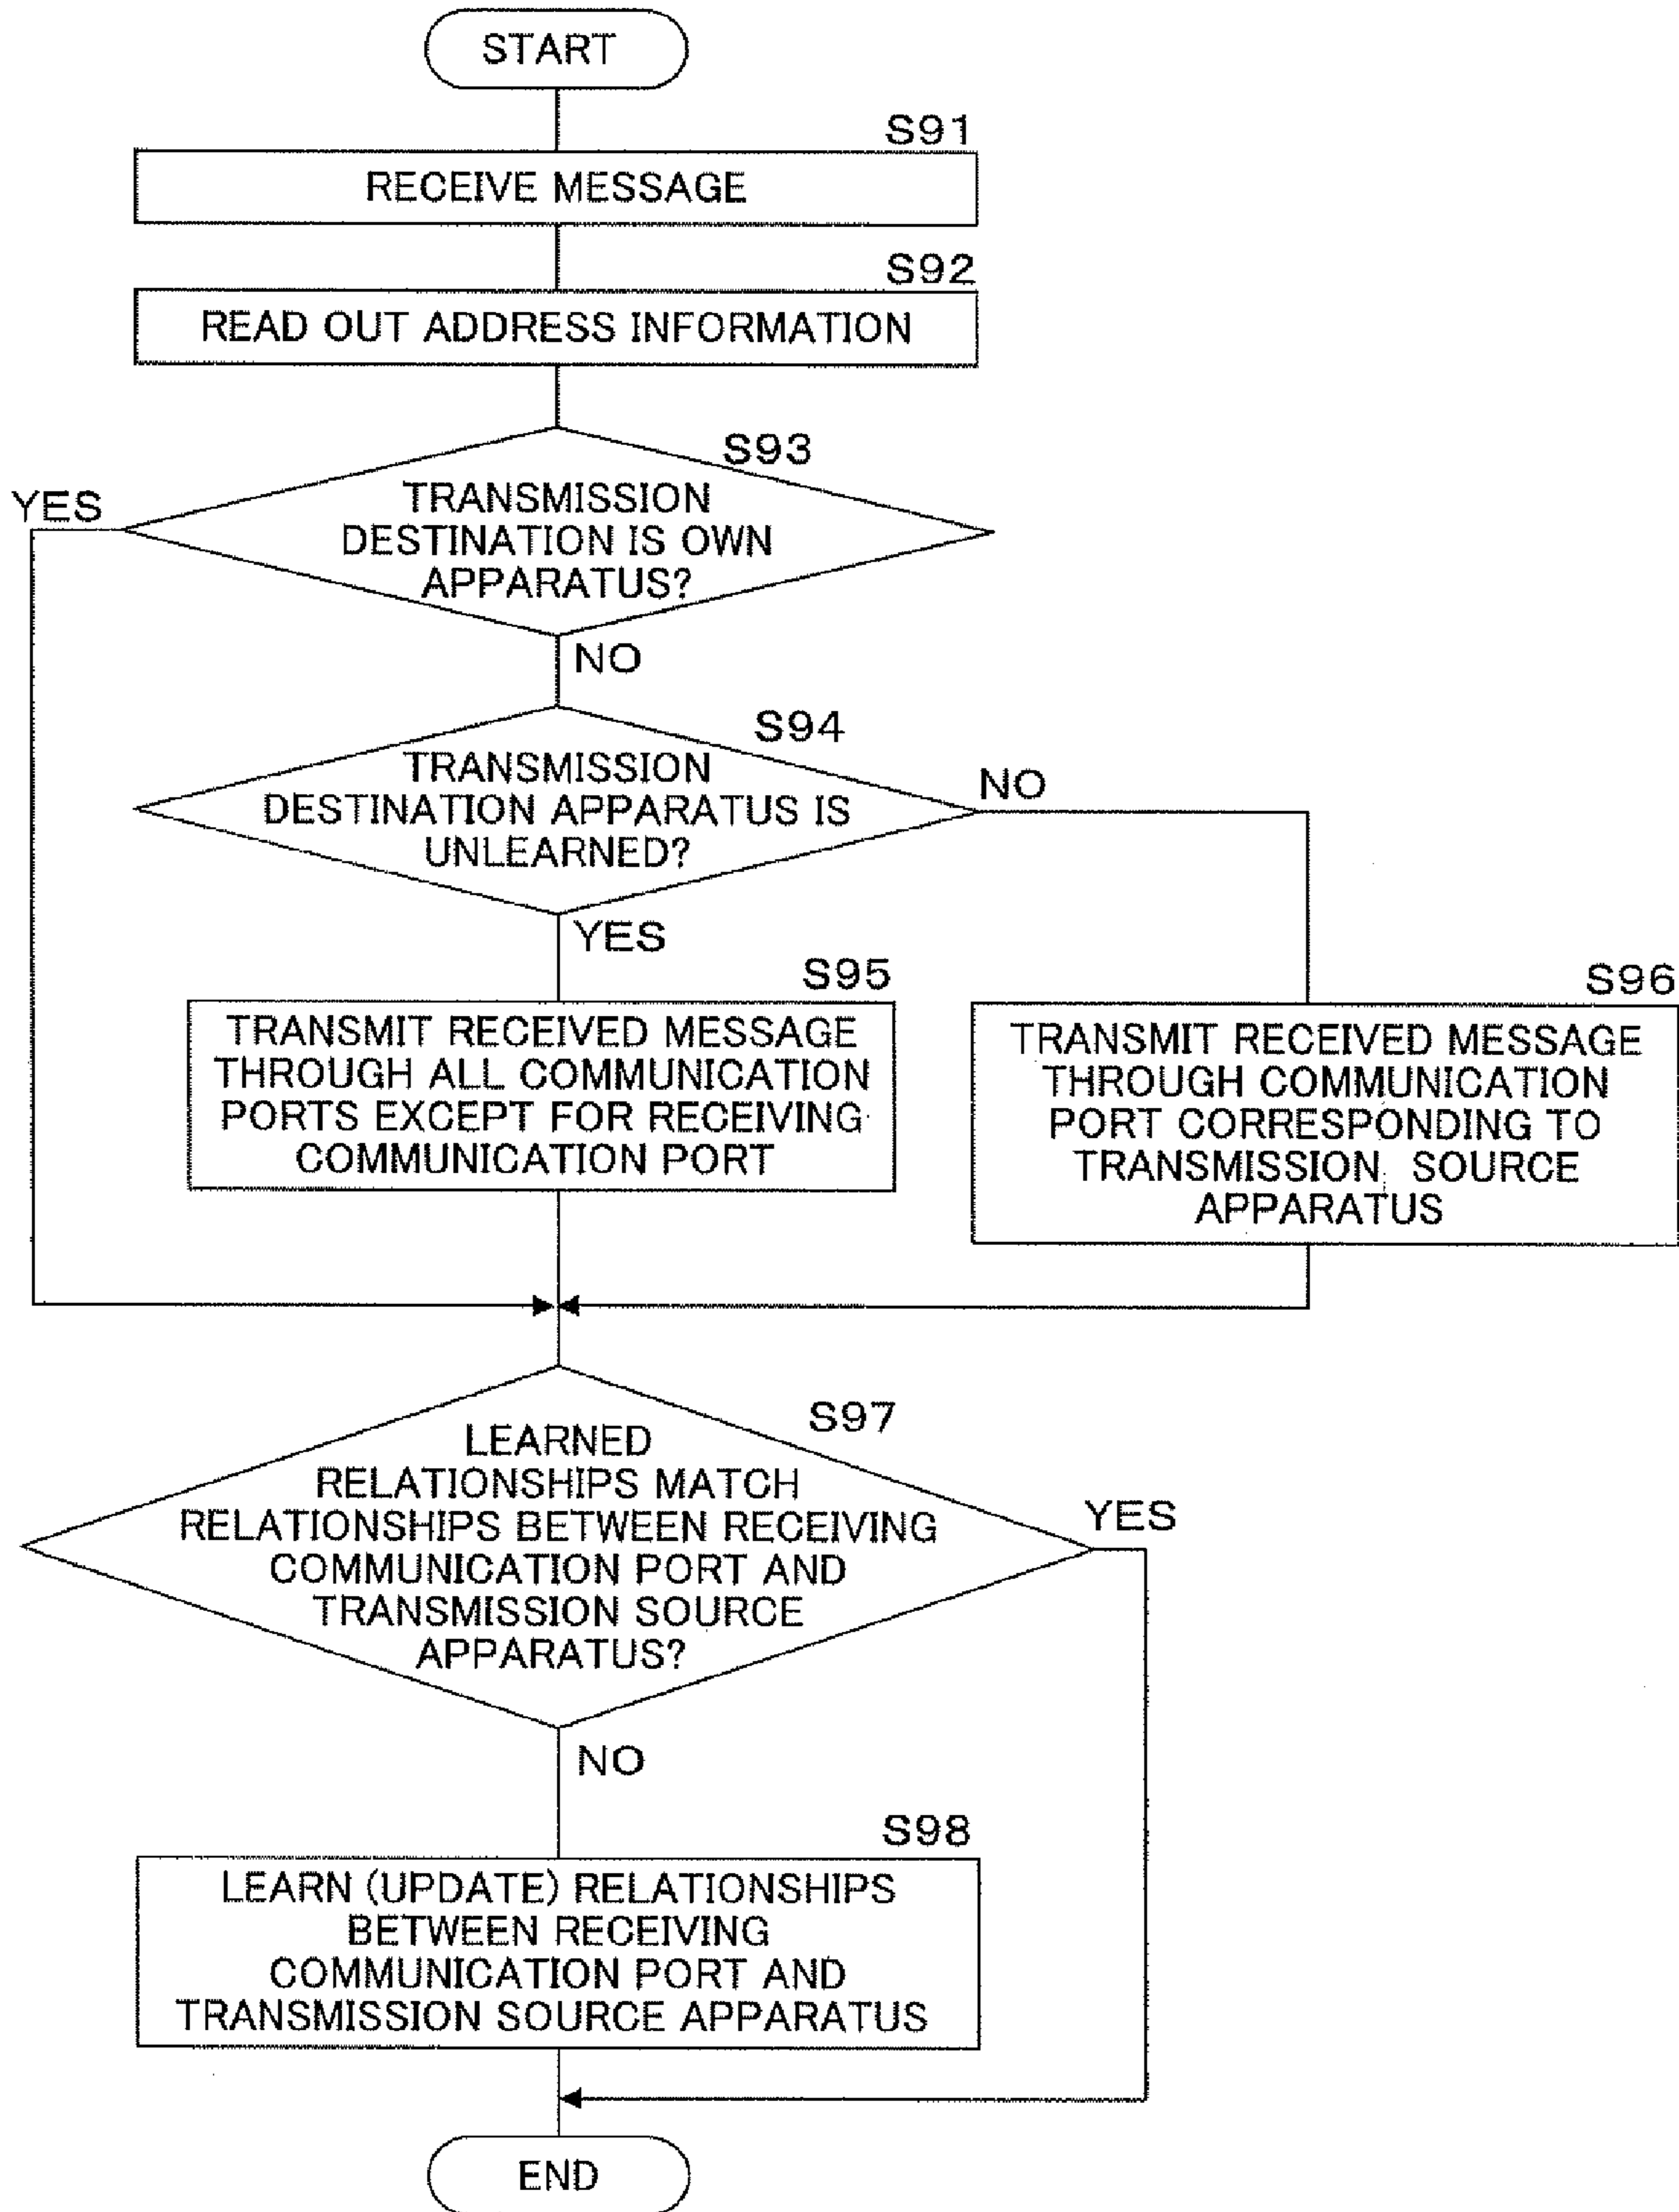 START
S91
RECEIVE MESSAGE
S92
READ OUT ADDRESS INFORMATION
S93
YES
TRANSMISSION
DESTINATION IS OWN
APPARATUS?
NO
S94
TRANSMISSION
DESTINATION APPARATUS IS
UNLEARNED?
NO
YES
S95
TRANSMIT RECEIVED MESSAGE
THROUGH ALL COMMUNICATION
PORTS EXCEPT FOR RECEIVING
COMMUNICATION PORT
S96
TRANSMIT RECEIVED MESSAGE
THROUGH COMMUNICATION
PORT CORRESPONDING TO
TRANSMISSION SOURCE
APPARATUS
S97
LEARNED
RELATIONSHIPS MATCH
RELATIONSHIPS BETWEEN RECEIVING
COMMUNICATION PORT AND
TRANSMISSION SOURCE
APPARATUS?
YES
NO
S98
LEARN (UPDATE) RELATIONSHIPS
BETWEEN RECEIVING
COMMUNICATION PORT AND
TRANSMISSION SOURCE APPARATUS
END